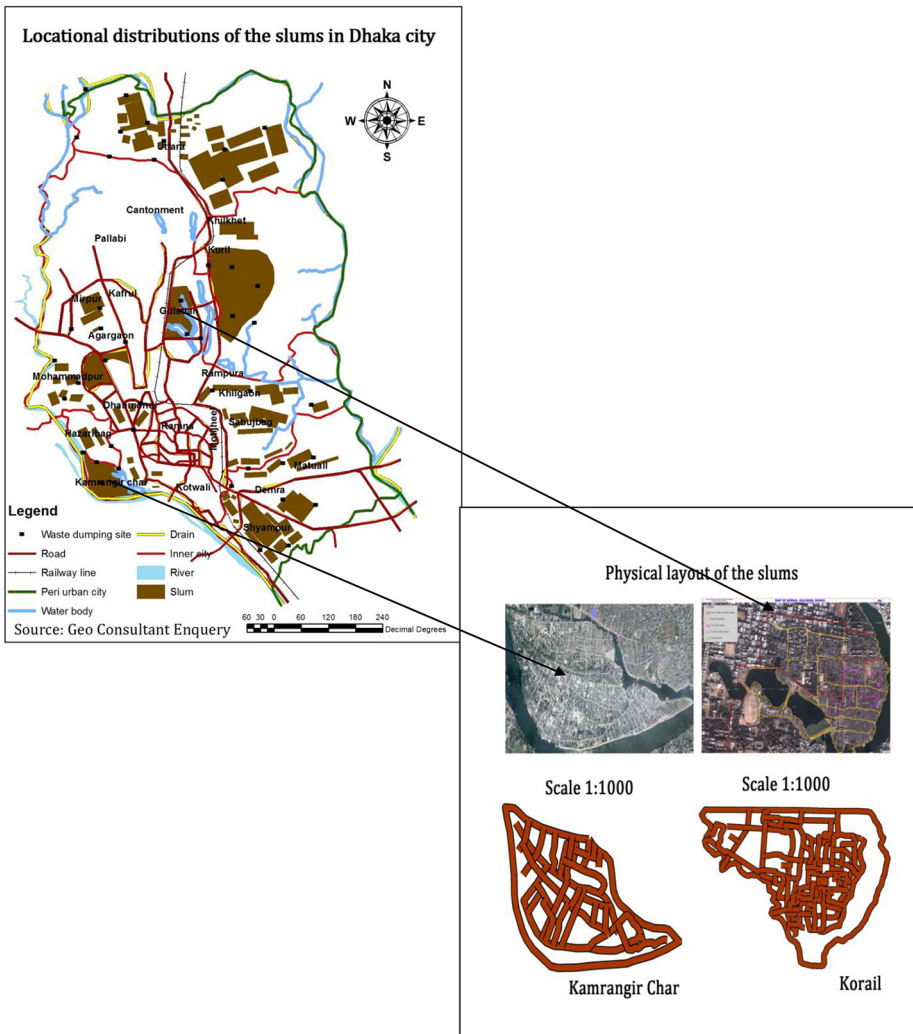 Locational distributions of the slums in Dhaka city
N
W
E
S
Uttara
Cantonment
Khilkhet
Pallabi
Kuril
Mirpur
Kafrul
Gulshan
Agargaon
Mohammadpur
Rampura
Khilgaon
Dhanmondi
Ramna
Sabujbag
Hazaribag
Motijheel
Matuail
Kamrangir char
Kotwali
Demra
Shyampur
Legend
Waste dumping site
Drain
Road
Inner city
Railway line
River
Peri urban city
Slum
Water body
Source: Geo Consultant Enquery
60 30 0 60 120 180 240
Decimal Degrees
Physical layout of the slums
Scale 1:1000
Scale 1:1000
Kamrangir Char
Korail